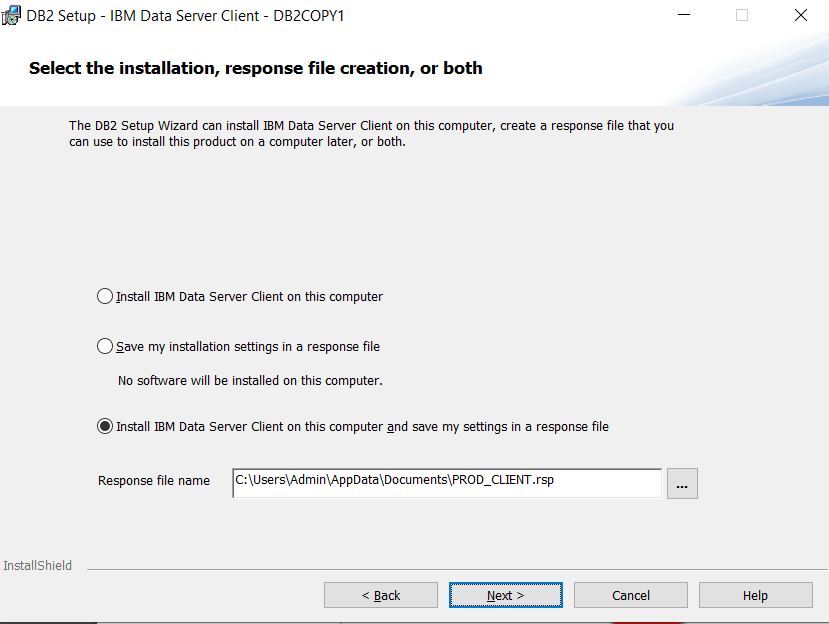 DB2 Setup - IBM Data Server Client - DB2COPY1
Select the installation, response file creation, or both
The DB2 Setup Wizard can install IBM Data Server Client on this computer, create a response file that you
can use to install this product on a computer later, or both.
Install IBM Data Server Client on this computer
Save my installation settings in a response file
No software will be installed on this computer.
Install IBM Data Server Client on this computer and save my settings in a response file
Response file name
C:\Users\Admin\AppData\Documents\PROD_CLIENT.rsp
...
InstallShield
< Back
Next >
Cancel
Help